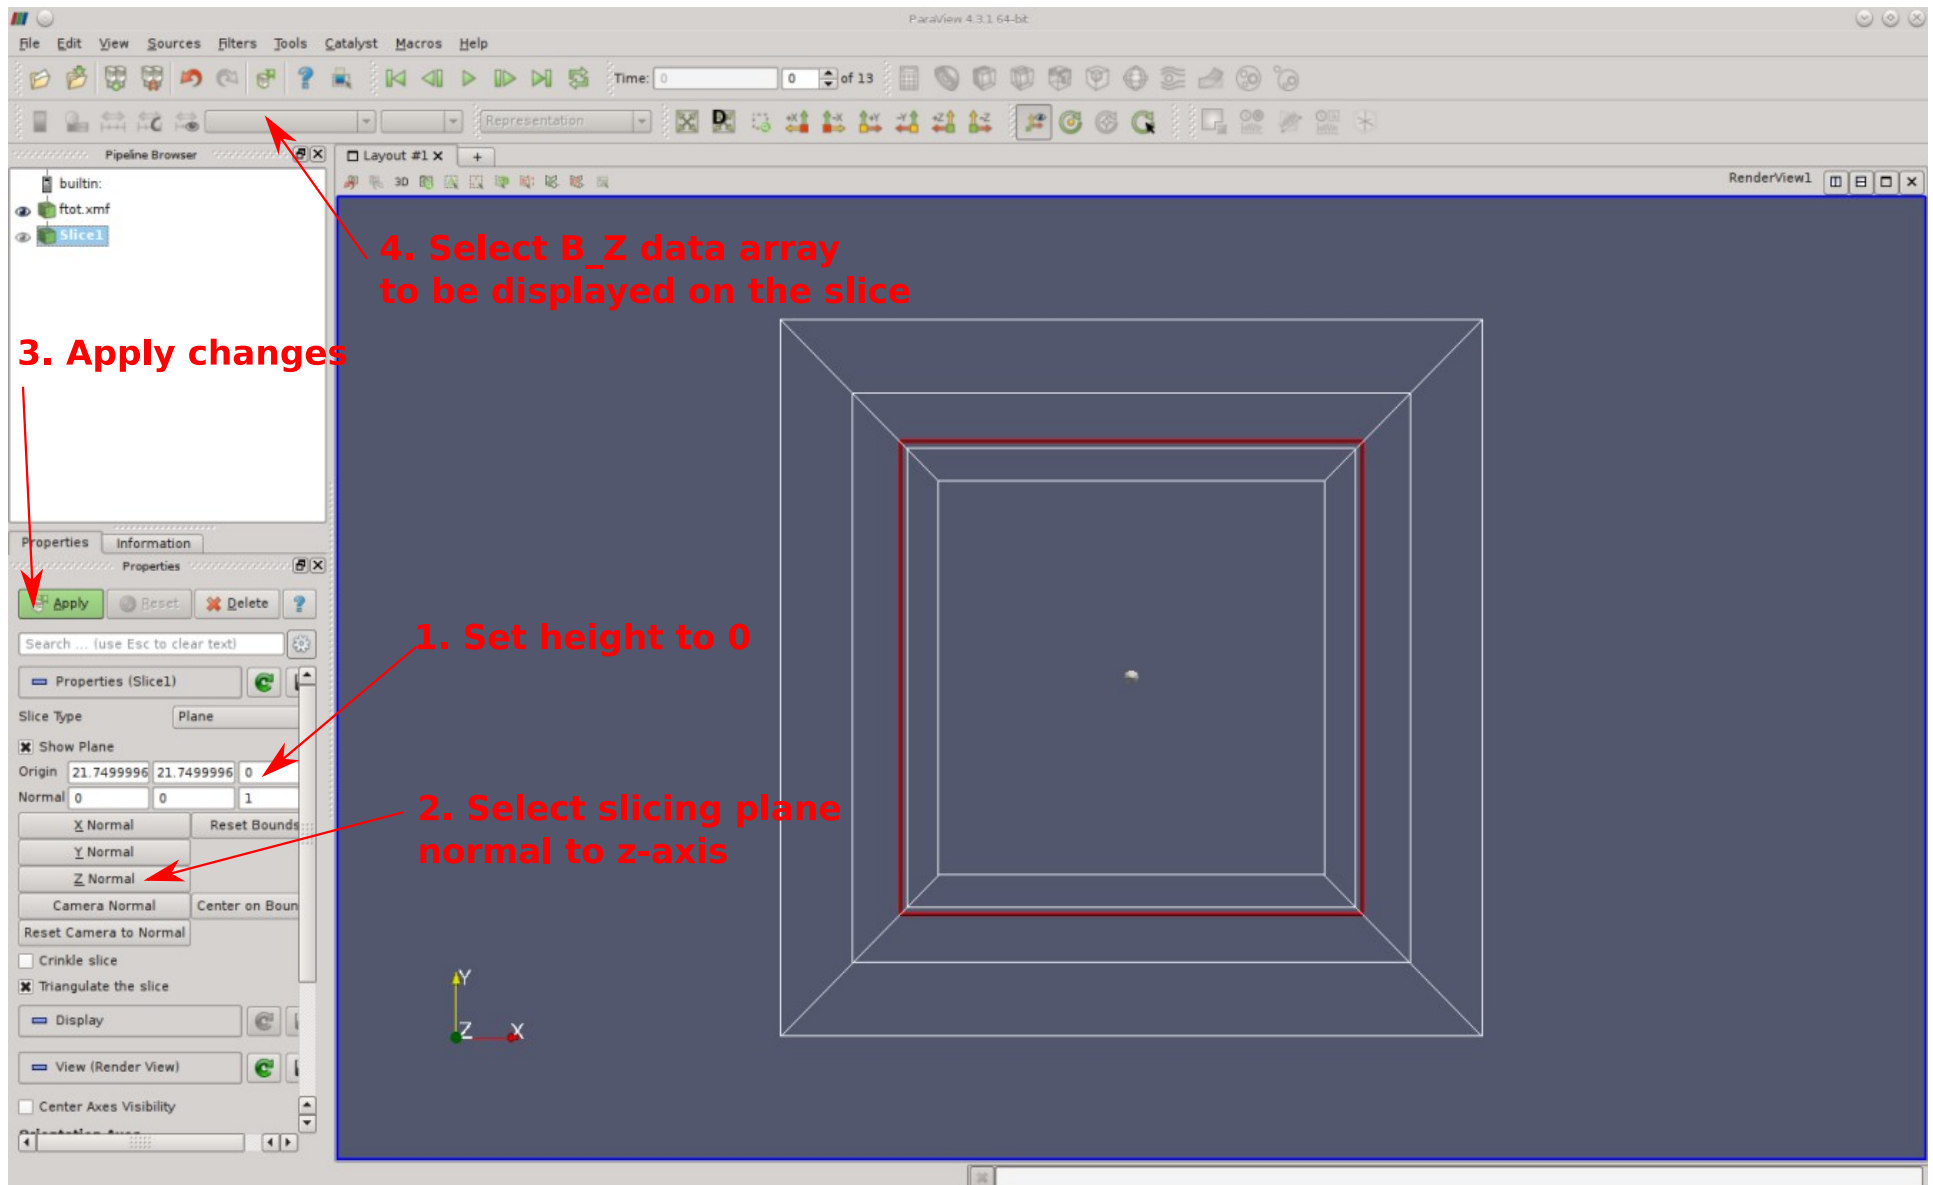 ParaView 4.3.1 64-bit
File Edit View Sources Filters Tools Catalyst Macros Help
Time: 0 0 of 13
Representation
Pipeline Browser
Layout #1 +
3D
RenderView1
builtin:
ftot.xmf
Slice1
4. Select B_Z data array
to be displayed on the slice
3. Apply changes
Properties Information
Properties
Apply Reset Delete ?
Search ... (use Esc to clear text)
1. Set height to 0
Properties (Slice1)
Slice Type Plane
Show Plane
Origin 21.7499996 21.7499996 0
Normal 0 0 1
2. Select slicing plane
normal to z-axis
X Normal Reset Bounds
Y Normal
Z Normal
Camera Normal Center on Boun
Reset Camera to Normal
Crinkle slice
Triangulate the slice
Display
View (Render View)
Center Axes Visibility
Y
Z X